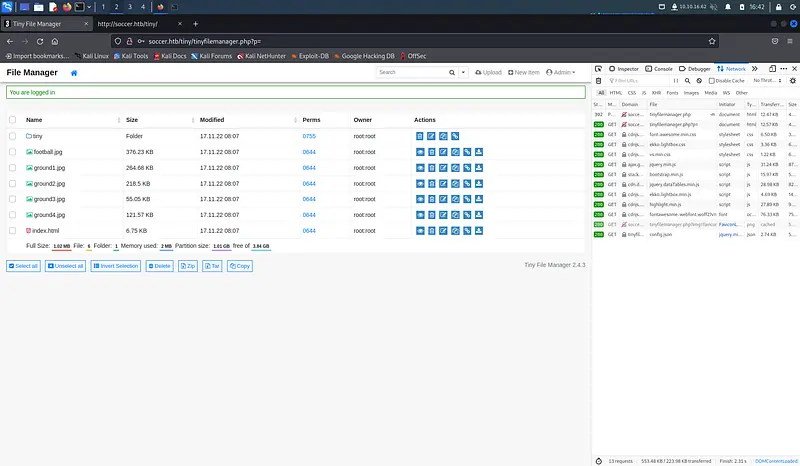 1 2 3 4 10.10.16.62 16:42
Tiny File Manager http://soccer.htb/tiny/
soccer.htb/tiny/tinyfilemanager.php?p=
Import bookmarks... Kali Linux Kali Tools Kali Docs Kali Forums Kali NetHunter Exploit-DB Google Hacking DB OffSec
File Manager Search Upload New Item Admin
You are logged in
Name Size Modified Perms Owner Actions
tiny Folder 17.11.22 08:07 0755 root:root
football.jpg 376.23 KB 17.11.22 08:07 0644 root:root
ground1.jpg 264.68 KB 17.11.22 08:07 0644 root:root
ground2.jpg 218.5 KB 17.11.22 08:07 0644 root:root
ground3.jpg 55.05 KB 17.11.22 08:07 0644 root:root
ground4.jpg 121.57 KB 17.11.22 08:07 0644 root:root
index.html 6.75 KB 17.11.22 08:07 0644 root:root
Full Size: 1.02 MB File: 6 Folder: 1 Memory used: 2 MB Partition size: 1.01 GB free of 3.84 GB
Select all Unselect all Invert Selection Delete Zip Tar Copy Tiny File Manager 2.4.3
Inspector Console Debugger Network
Filter URLs Disable Cache No Thrott...
All HTML CSS JS XHR Fonts Images Media WS Other
St... M... Domain File Initiator Ty... Transferr... Size
302 P... socce... tinyfilemanager.php document html 12.47 KB
200 GET socce... tinyfilemanager.php?p= document html 12.57 KB
200 GET cdnjs... font-awesome.min.css stylesheet css 6.50 KB
200 GET cdnjs... ekko-lightbox.css stylesheet css 3.36 KB
200 GET cdnjs... vs.min.css stylesheet css 1.22 KB
200 GET ajax.g... jquery.min.js script js 31.24 KB
200 GET stack... bootstrap.min.js script js 15.97 KB
200 GET cdn.d... jquery.dataTables.min.js script js 28.98 KB
200 GET cdnjs... ekko-lightbox.min.js script js 4.69 KB
200 GET cdnjs... highlight.min.js script js 27.89 KB
200 GET cdnjs... fontawesome-webfont.woff2?v= font oc... 76.33 KB
200 GET socce... FaviconL... png cached
200 GET tinyfil... config.json jquery.mi... js 2.74 KB
13 requests 553.48 KB / 223.98 KB transferred Finish: 2.31 s DOMContentLoaded: